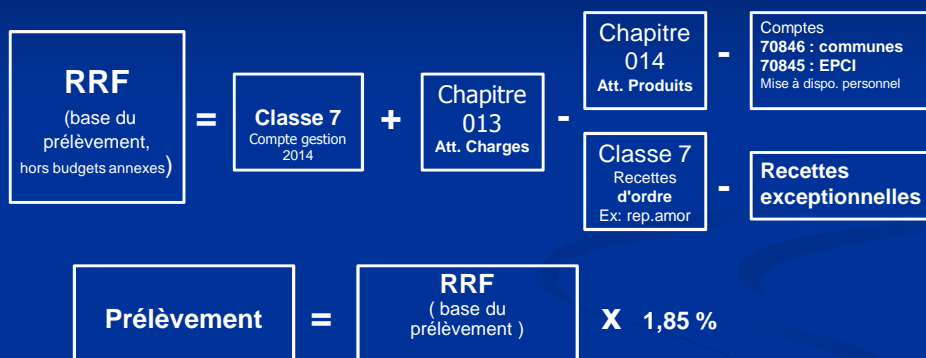 RRF
(base du
prélèvement,
hors budgets annexes)
=
Classe 7
Compte gestion
2014
+
Chapitre
013
Att. Charges
-
Chapitre
014
Att. Produits
-
Comptes
70846 : communes
70845 : EPCI
Mise à dispo. personnel
Classe 7
Recettes
d'ordre
Ex: rep.amor
-
Recettes
exceptionnelles
Prélèvement
=
RRF
( base du
prélèvement )
X 1,85 %